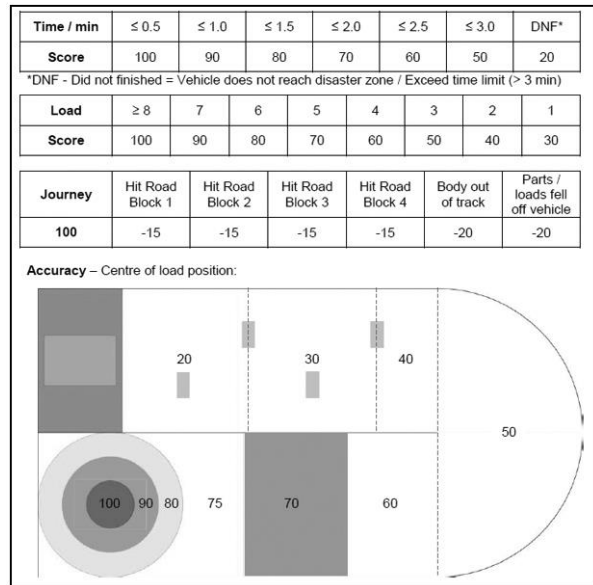 Time / min ≤ 0.5 ≤ 1.0 ≤ 1.5 ≤ 2.0 ≤ 2.5 ≤ 3.0 DNF*
Score 100 90 80 70 60 50 20
*DNF - Did not finished = Vehicle does not reach disaster zone / Exceed time limit (> 3 min)
Load ≥ 8 7 6 5 4 3 2 1
Score 100 90 80 70 60 50 40 30
Journey Hit Road Block 1 Hit Road Block 2 Hit Road Block 3 Hit Road Block 4 Body out of track Parts / loads fell off vehicle
100 -15 -15 -15 -15 -20 -20
Accuracy – Centre of load position:
20 30 40
50
100 90 80 75 70 60